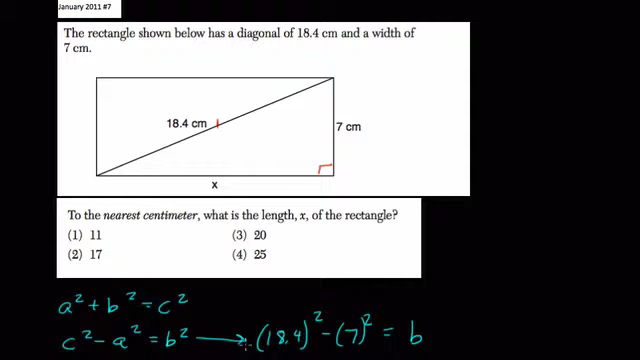 January 2011 #7
The rectangle shown below has a diagonal of 18.4 cm and a width of
7 cm.
18.4 cm
7 cm
x
To the nearest centimeter, what is the length, x, of the rectangle?
(1) 11 (3) 20
(2) 17 (4) 25
a² + b² = c²
c² - a² = b² → (18.4)² - (7)² = b